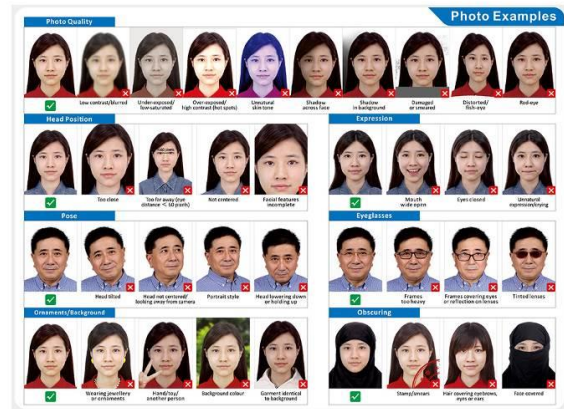 Photo Examples
Photo Quality
Low contrast/blurred
Under-exposed/
low-saturated
Over-exposed/
high contrast (hot spots)
Unnatural
skin tone
Shadow
across face
Shadow
in background
Damaged
or smeared
Distorted/
fish-eye
Red-eye
Head Position
Too close
Too far away (eye
distance < 60 pixels)
Not centered
Facial features
incomplete
Expression
Mouth
wide open
Eyes closed
Unnatural
expression/crying
Pose
Head tilted
Head not centered/
looking away from camera
Portrait style
Head lowering down
or holding up
Eyeglasses
Frames
too heavy
Frames covering eyes
or reflection on lenses
Tinted lenses
Ornaments/Background
Wearing jewellery
or ornaments
Hand/toy/
another person
Background colour
Garment identical
to background
Obscuring
Stamp/smears
Hair covering eyebrows,
eyes or ears
Face covered